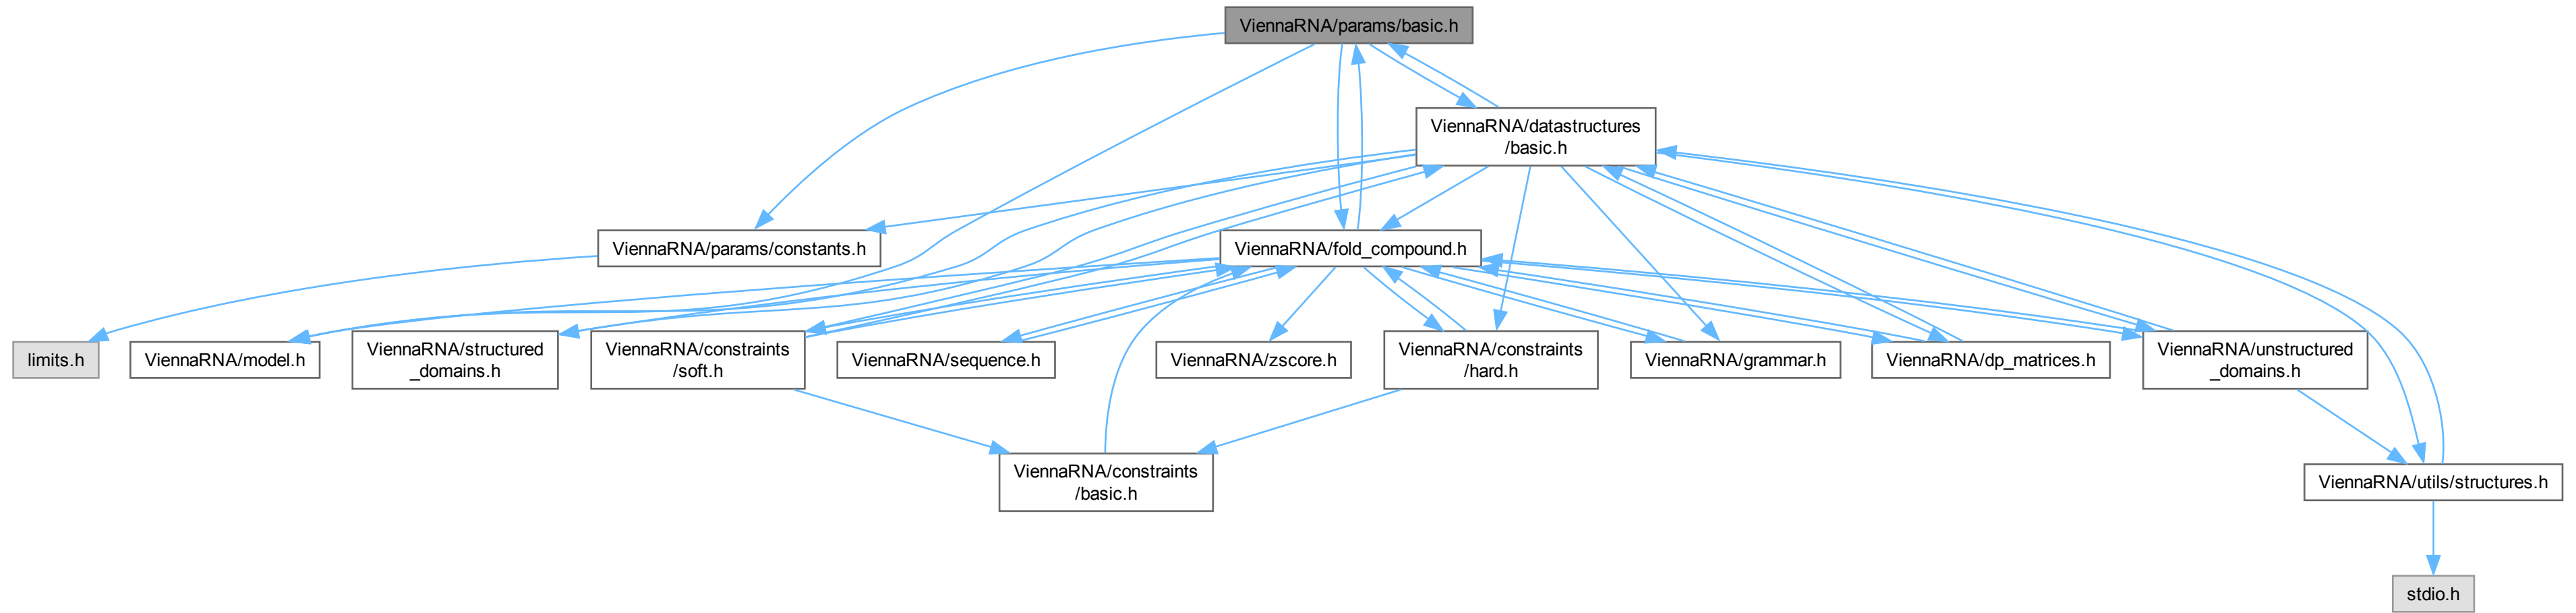 ViennaRNA/params/basic.h
ViennaRNA/datastructures
/basic.h
ViennaRNA/params/constants.h
ViennaRNA/fold_compound.h
limits.h
ViennaRNA/model.h
ViennaRNA/structured
_domains.h
ViennaRNA/constraints
/soft.h
ViennaRNA/sequence.h
ViennaRNA/zscore.h
ViennaRNA/constraints
/hard.h
ViennaRNA/grammar.h
ViennaRNA/dp_matrices.h
ViennaRNA/unstructured
_domains.h
ViennaRNA/constraints
/basic.h
ViennaRNA/utils/structures.h
stdio.h